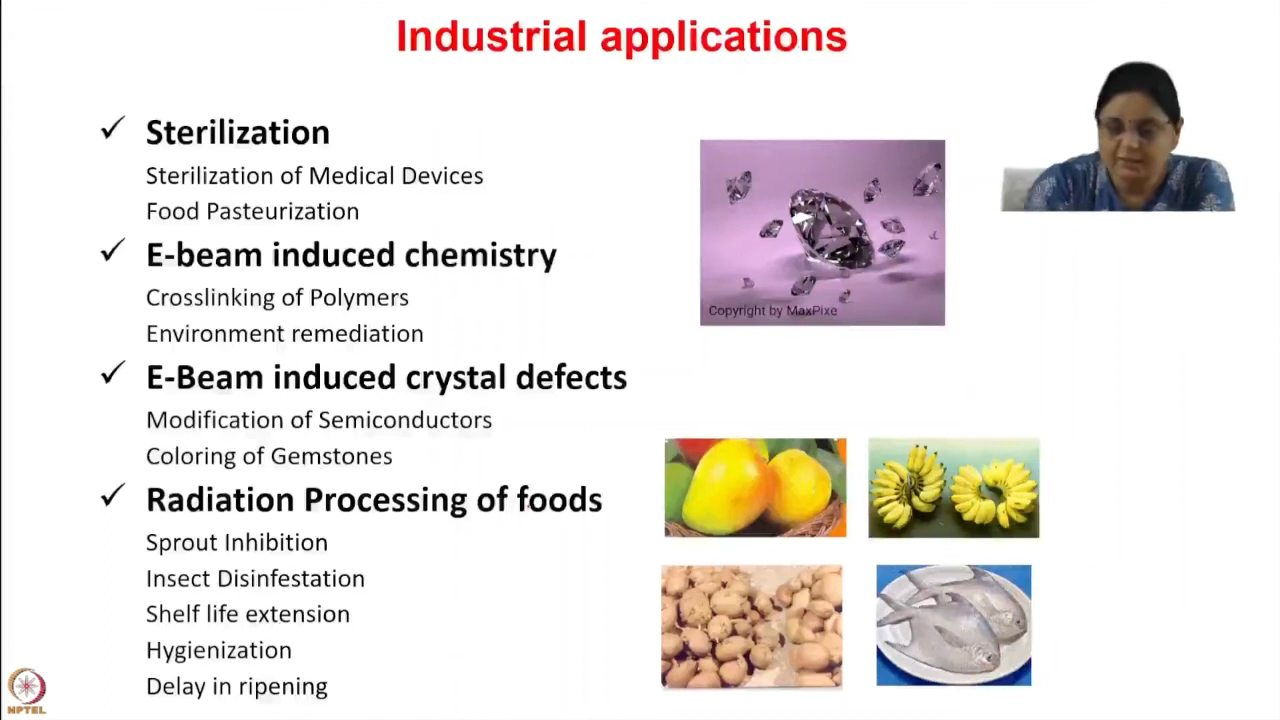 Industrial applications
✓ Sterilization
Sterilization of Medical Devices
Food Pasteurization
✓ E-beam induced chemistry
Crosslinking of Polymers
Environment remediation
✓ E-Beam induced crystal defects
Modification of Semiconductors
Coloring of Gemstones
✓ Radiation Processing of foods
Sprout Inhibition
Insect Disinfestation
Shelf life extension
Hygienization
Delay in ripening
Copyright by MaxPixe
NPTEL